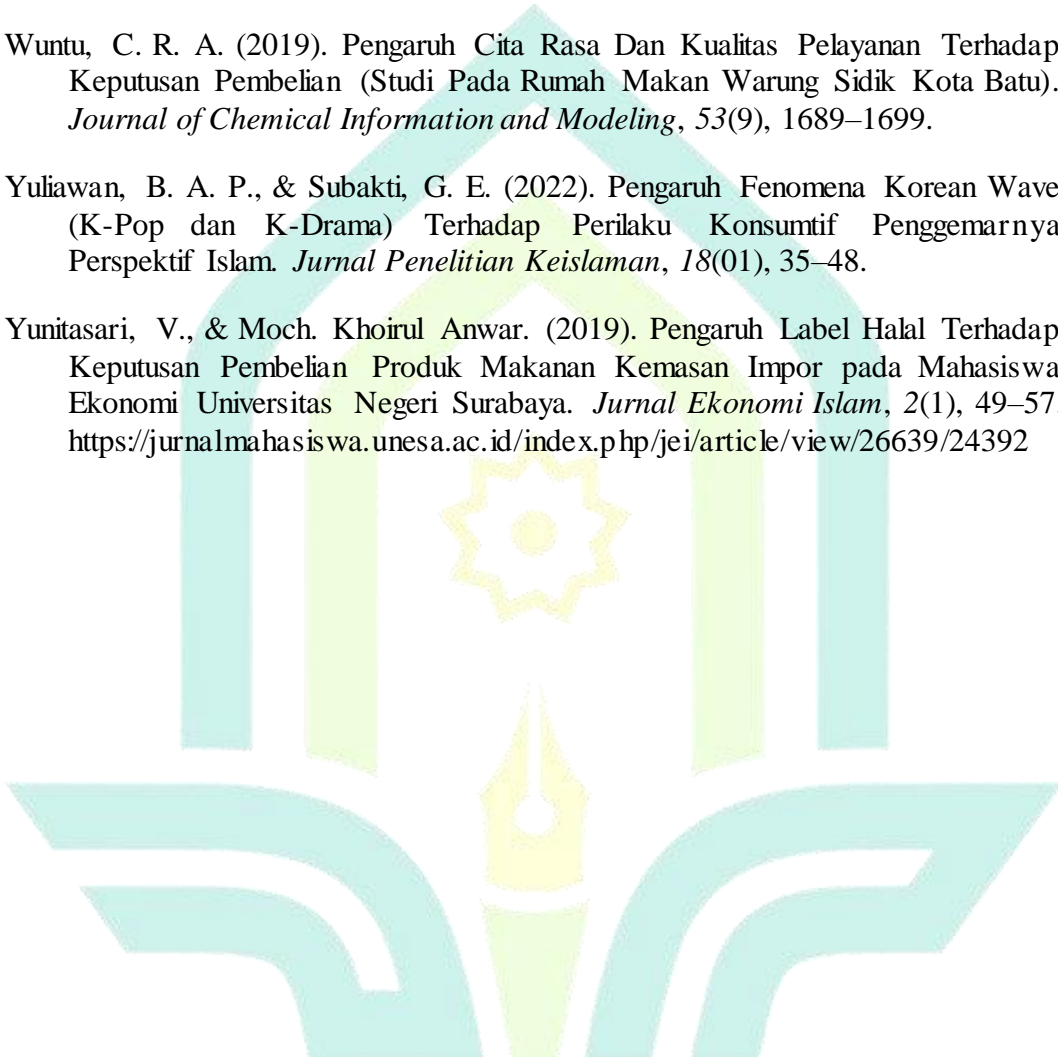 Wuntu, C. R. A. (2019). Pengaruh Cita Rasa Dan Kualitas Pelayanan Terhadap
Keputusan Pembelian (Studi Pada Rumah Makan Warung Sidik Kota Batu).
Journal of Chemical Information and Modeling, 53(9), 1689–1699.
Yuliawan, B. A. P., & Subakti, G. E. (2022). Pengaruh Fenomena Korean Wave
(K-Pop dan K-Drama) Terhadap Perilaku Konsumtif Penggemarnya
Perspektif Islam. Jurnal Penelitian Keislaman, 18(01), 35–48.
Yunitasari, V., & Moch. Khoirul Anwar. (2019). Pengaruh Label Halal Terhadap
Keputusan Pembelian Produk Makanan Kemasan Impor pada Mahasiswa
Ekonomi Universitas Negeri Surabaya. Jurnal Ekonomi Islam, 2(1), 49–57.
https://jurnalmahasiswa.unesa.ac.id/index.php/jei/article/view/26639/24392